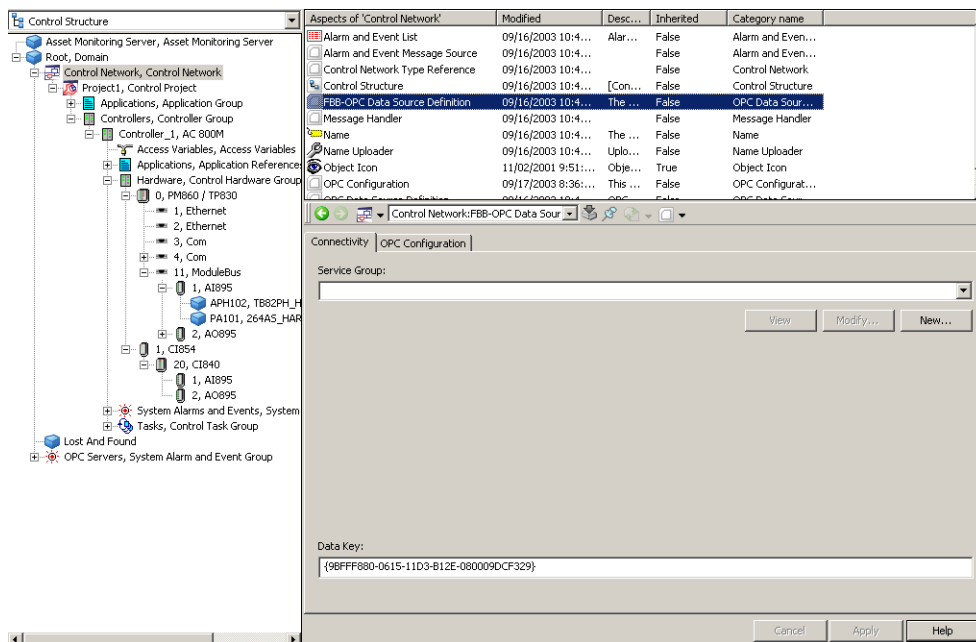 Control Structure
Asset Monitoring Server, Asset Monitoring Server
Root, Domain
Control Network, Control Network
Project1, Control Project
Applications, Application Group
Controllers, Controller Group
Controller_1, AC 800M
Access Variables, Access Variables
Applications, Application References
Hardware, Control Hardware Group
0, PM860 / TP830
1, Ethernet
2, Ethernet
3, Com
4, Com
11, ModuleBus
1, AI895
APH102, TB82PH_H
PA101, 264AS_HAR
2, AO895
1, CI854
20, CI840
1, AI895
2, AO895
System Alarms and Events, System
Tasks, Control Task Group
Lost And Found
OPC Servers, System Alarm and Event Group
Aspects of 'Control Network' Modified Desc... Inherited Category name
Alarm and Event List 09/16/2003 10:4... Alar... False Alarm and Even...
Alarm and Event Message Source 09/16/2003 10:4... False Alarm and Even...
Control Network Type Reference 09/16/2003 10:4... False Control Network
Control Structure 09/16/2003 10:4... [Con... False Control Structure
FBB-OPC Data Source Definition 09/16/2003 10:4... The ... False OPC Data Sour...
Message Handler 09/16/2003 10:4... False Message Handler
Name 09/16/2003 10:4... The ... False Name
Name Uploader 09/16/2003 10:4... Uplo... False Name Uploader
Object Icon 11/02/2001 9:51:... Obje... True Object Icon
OPC Configuration 09/17/2003 8:36:... This ... False OPC Configurat...
Control Network:FBB-OPC Data Sour
Connectivity OPC Configuration
Service Group:
View Modify... New...
Data Key:
{9BFFF880-0615-11D3-B12E-080009DCF329}
Cancel Apply Help